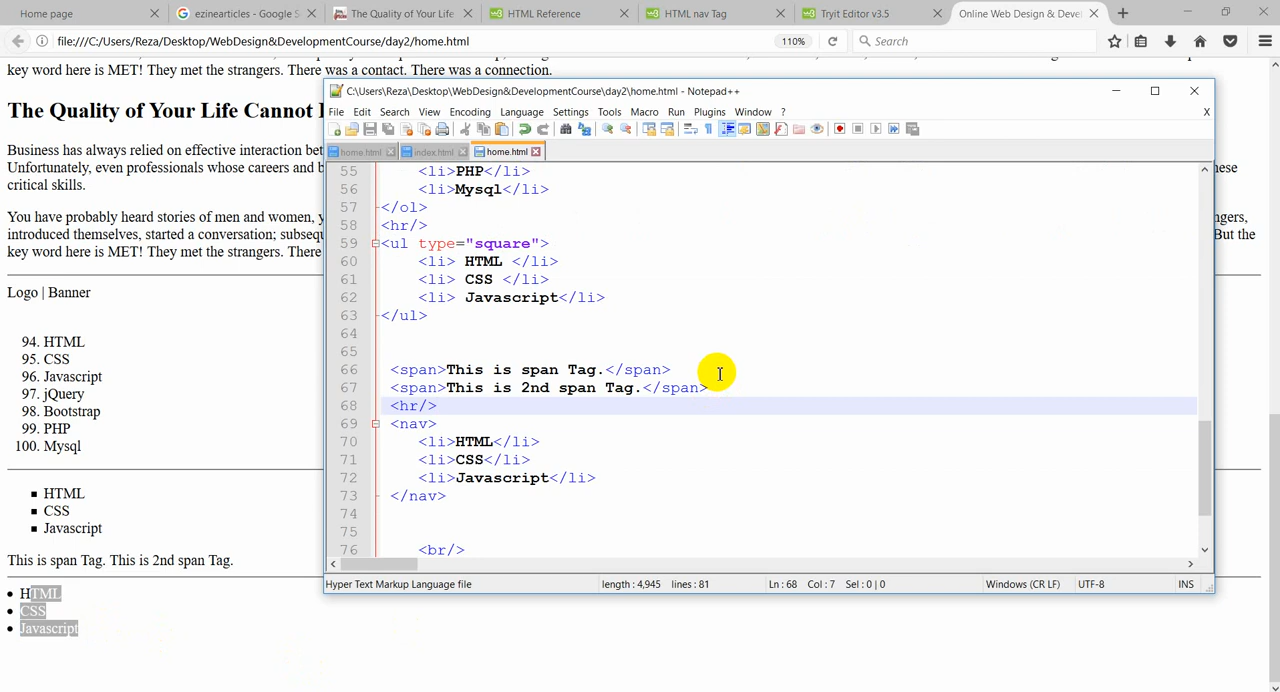 Home page
ezinearticles - Google S
The Quality of Your Life
HTML Reference
HTML nav Tag
Tryit Editor v3.5
Online Web Design & Deve
file:///C:/Users/Reza/Desktop/WebDesign&DevelopmentCourse/day2/home.html
110%
Search
key word here is MET! They met the strangers. There was a contact. There was a connection.
The Quality of Your Life Cannot
Business has always relied on effective interaction bet
Unfortunately, even professionals whose careers and b
hese
critical skills.
You have probably heard stories of men and women, y
ngers,
introduced themselves, started a conversation; subsequ
But the
key word here is MET! They met the strangers. There
Logo | Banner
94. HTML
95. CSS
96. Javascript
97. jQuery
98. Bootstrap
99. PHP
100. Mysql
HTML
CSS
Javascript
This is span Tag. This is 2nd span Tag.
HTML
CSS
Javascript
C:\Users\Reza\Desktop\WebDesign&DevelopmentCourse\day2\home.html - Notepad++
File Edit Search View Encoding Language Settings Tools Macro Run Plugins Window ? X
home.html index.html home.html
55 <li>PHP</li>
56 <li>Mysql</li>
57 </ol>
58 <hr/>
59 <ul type="square">
60 <li> HTML </li>
61 <li> CSS </li>
62 <li> Javascript</li>
63 </ul>
64
65
66 <span>This is span Tag.</span>
67 <span>This is 2nd span Tag.</span>
68 <hr/>
69 <nav>
70 <li>HTML</li>
71 <li>CSS</li>
72 <li>Javascript</li>
73 </nav>
74
75
76 <br/>
Hyper Text Markup Language file length : 4,945 lines : 81 Ln : 68 Col : 7 Sel : 0 | 0 Windows (CR LF) UTF-8 INS